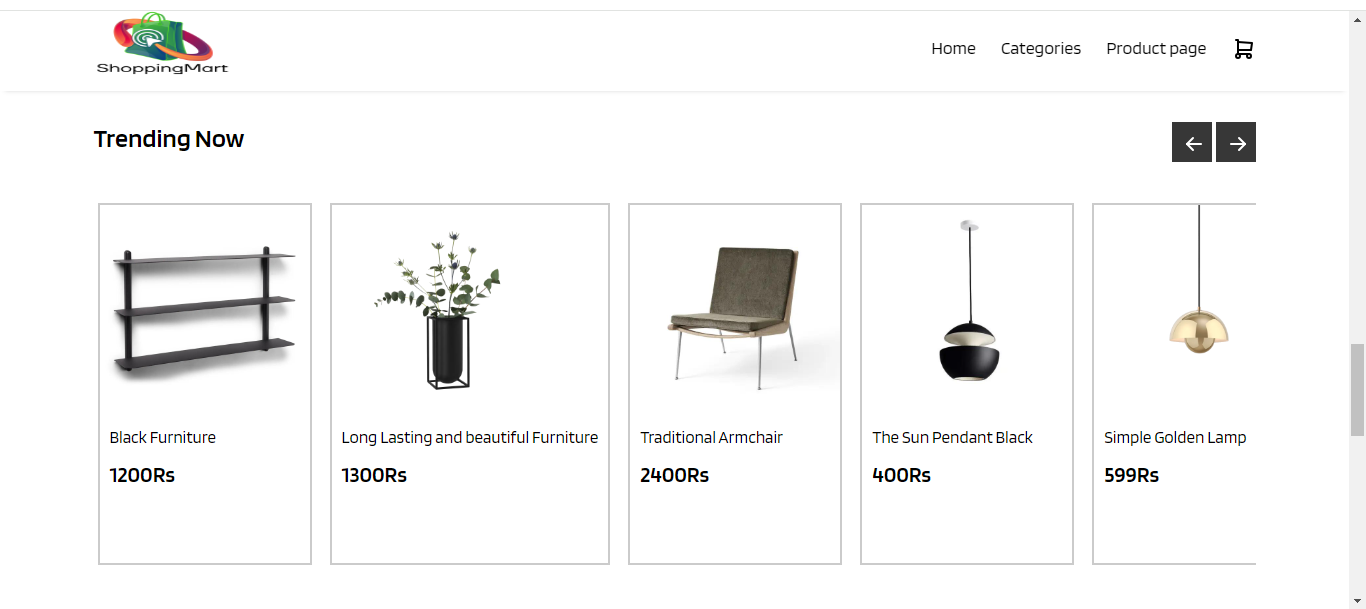 ShoppingMart
Home
Categories
Product page
Trending Now
Black Furniture
1200Rs
Long Lasting and beautiful Furniture
1300Rs
Traditional Armchair
2400Rs
The Sun Pendant Black
400Rs
Simple Golden Lamp
599Rs